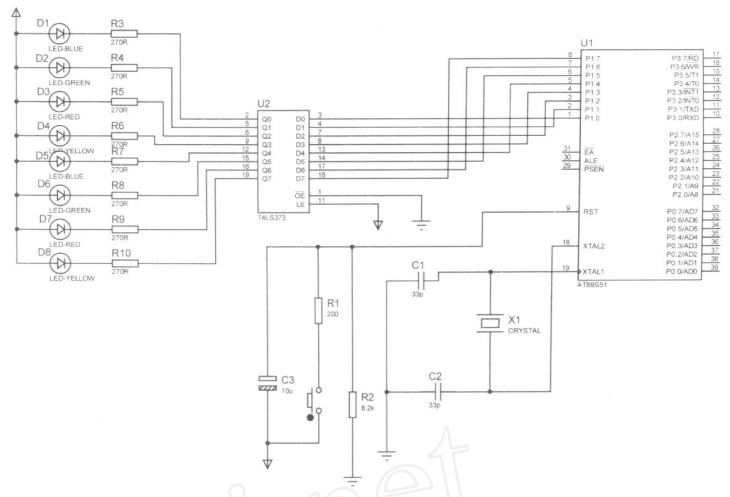 D1
LED-BLUE
R3
270R
D2
LED-GREEN
R4
270R
D3
LED-RED
R5
270R
D4
LED-YELLOW
R6
270R
D5
LED-BLUE
R7
270R
D6
LED-GREEN
R8
270R
D7
LED-RED
R9
270R
D8
LED-YELLOW
R10
270R
U2
2 Q0 D0 3
5 Q1 D1 4
6 Q2 D2 7
9 Q3 D3 8
12 Q4 D4 13
15 Q5 D5 14
16 Q6 D6 17
19 Q7 D7 18
OE 1
LE 11
74LS373
U1
8 P1.7 P3.7/RD 17
7 P1.6 P3.6/WR 16
6 P1.5 P3.5/T1 15
5 P1.4 P3.4/T0 14
4 P1.3 P3.3/INT1 13
3 P1.2 P3.2/INT0 12
2 P1.1 P3.1/TXD 11
1 P1.0 P3.0/RXD 10
P2.7/A15 28
P2.6/A14 27
31 EA P2.5/A13 26
30 ALE P2.4/A12 25
29 PSEN P2.3/A11 24
P2.2/A10 23
P2.1/A9 22
P2.0/A8 21
9 RST P0.7/AD7 32
P0.6/AD6 33
P0.5/AD5 34
P0.4/AD4 35
18 XTAL2 P0.3/AD3 36
P0.2/AD2 37
P0.1/AD1 38
19 XTAL1 P0.0/AD0 39
AT89S51
C1
33p
R1
200
X1
CRYSTAL
C3
10u
C2
33p
R2
8.2k